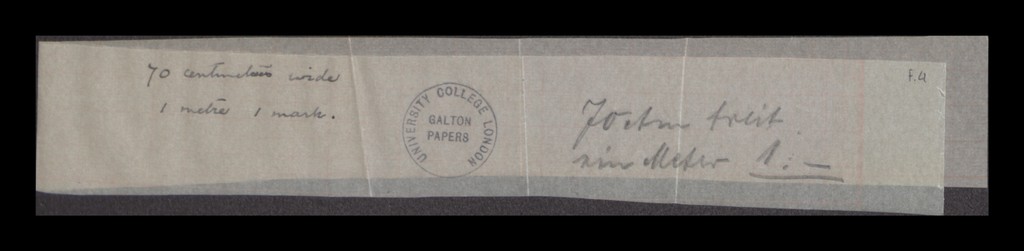 70 centimetres wide
1 metre 1 mark.
UNIVERSITY COLLEGE LONDON
GALTON
PAPERS
F.4
70 ctm breit
ein Meter 1.–